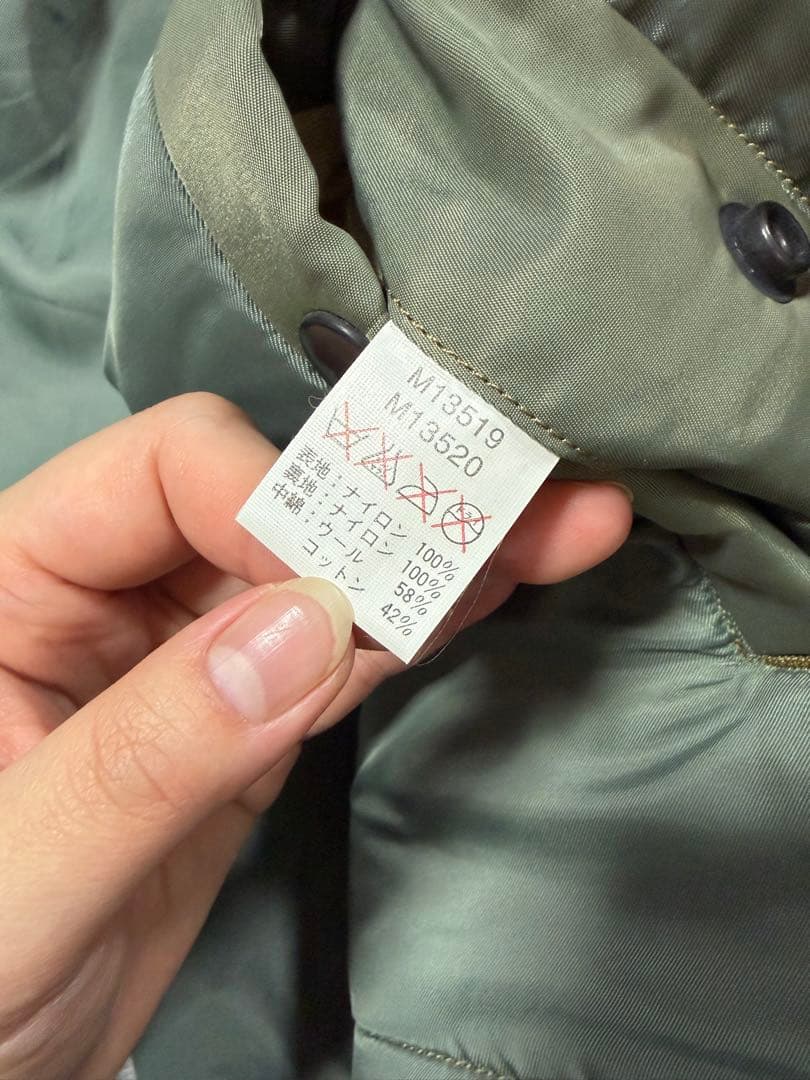 M13519
M13520
表地：ナイロン 100%
裏地：ナイロン 100%
中綿：ウール 58%
コットン 42%